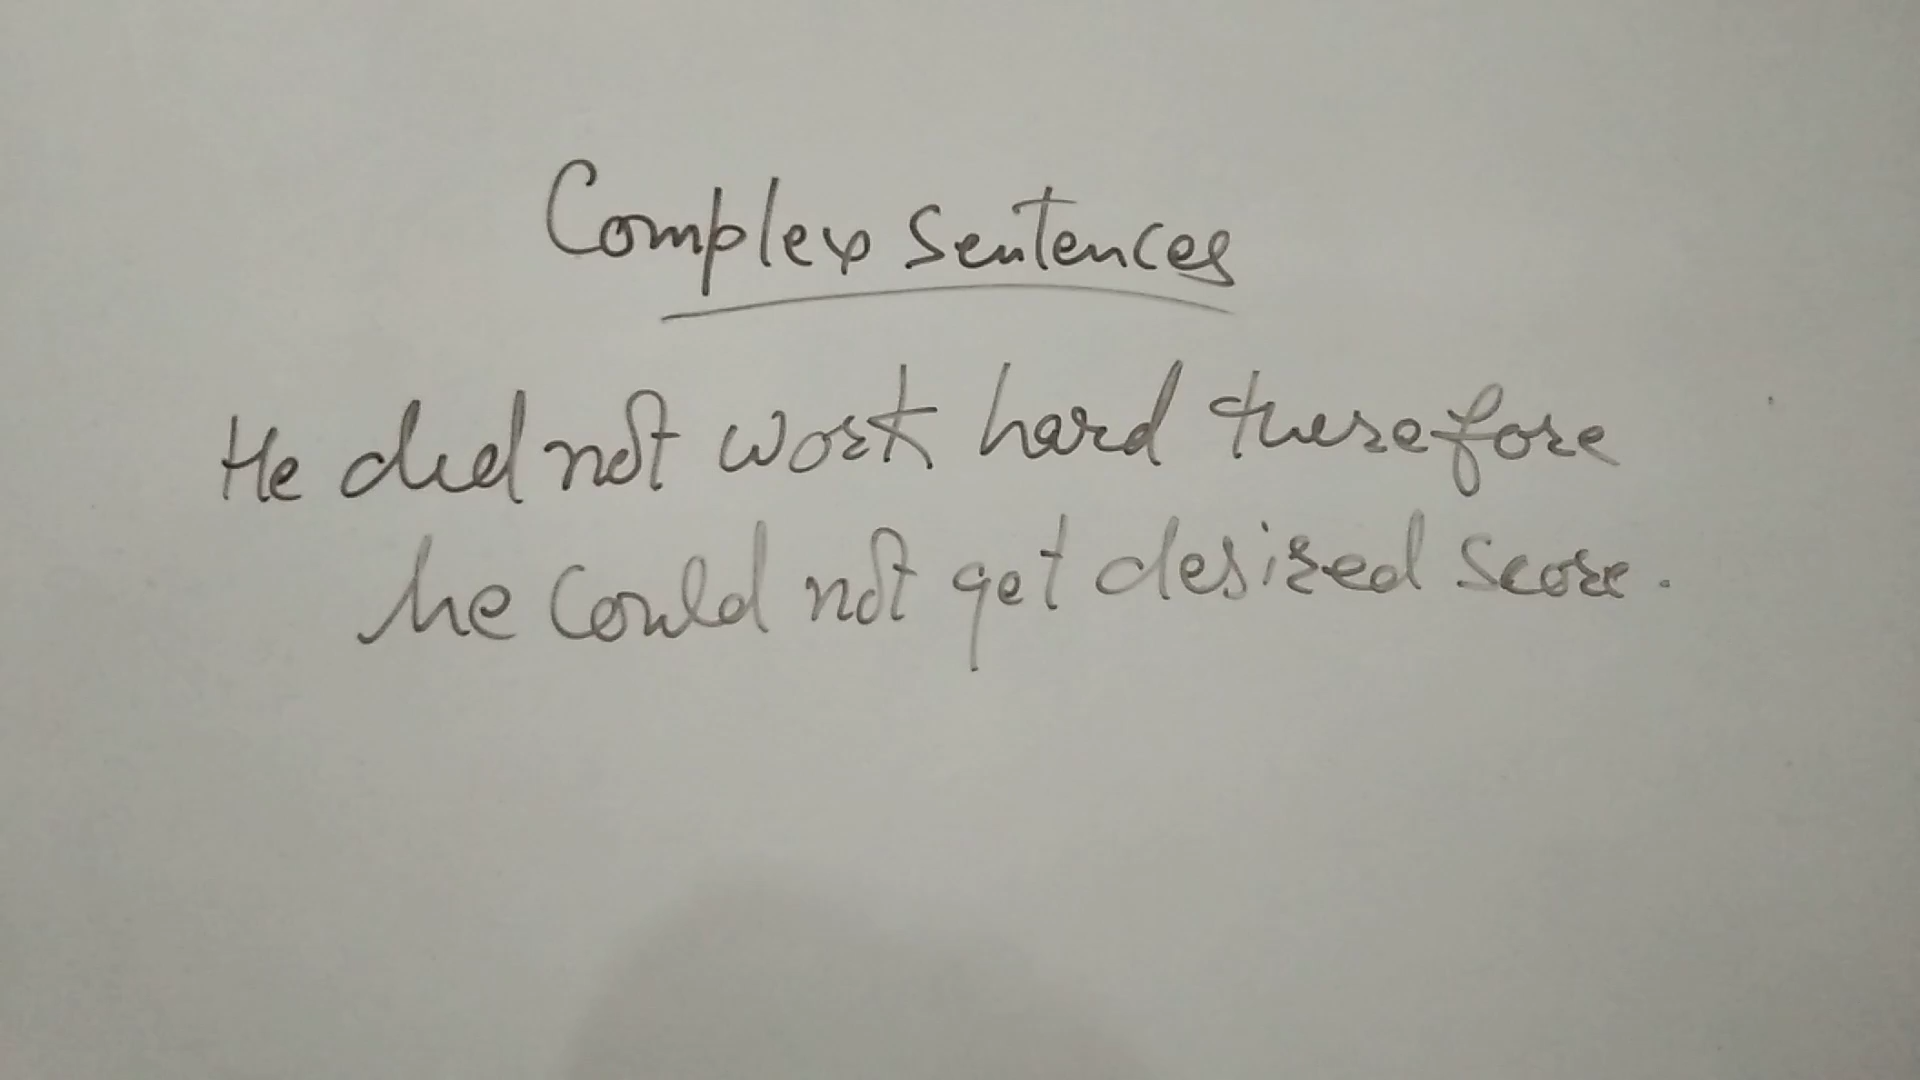 Complex Sentences
He did not work hard therefore
he could not get desired score.